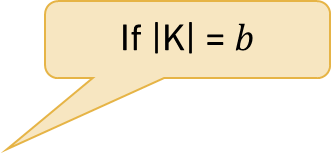 If |K| = b